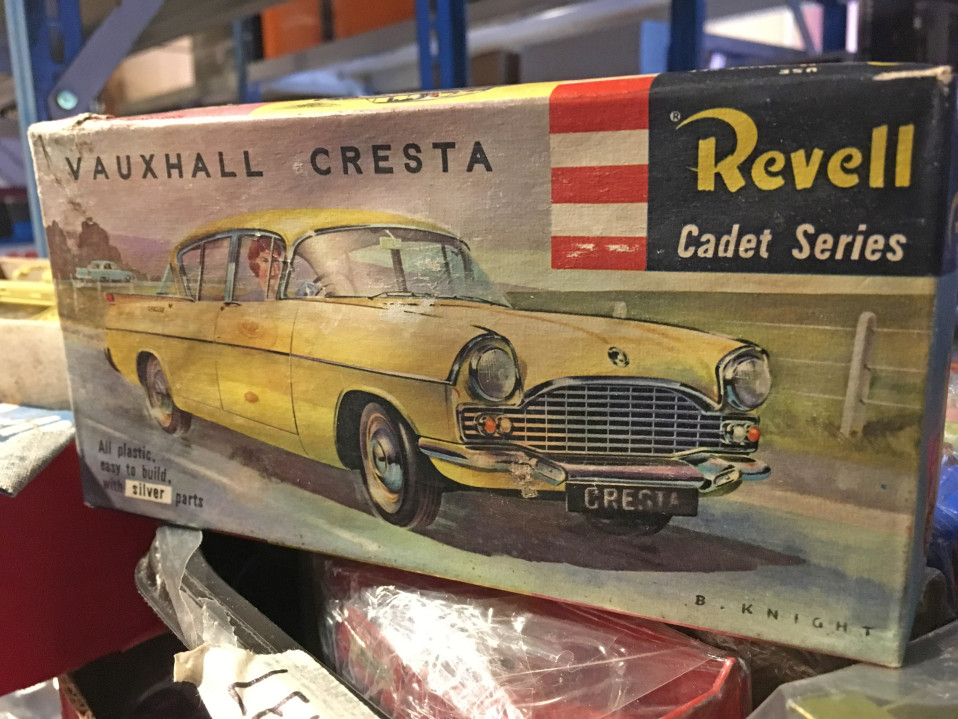 VAUXHALL CRESTA
® Revell
Cadet Series
All plastic,
easy to build,
with silver parts
CRESTA
B. KNIGHT